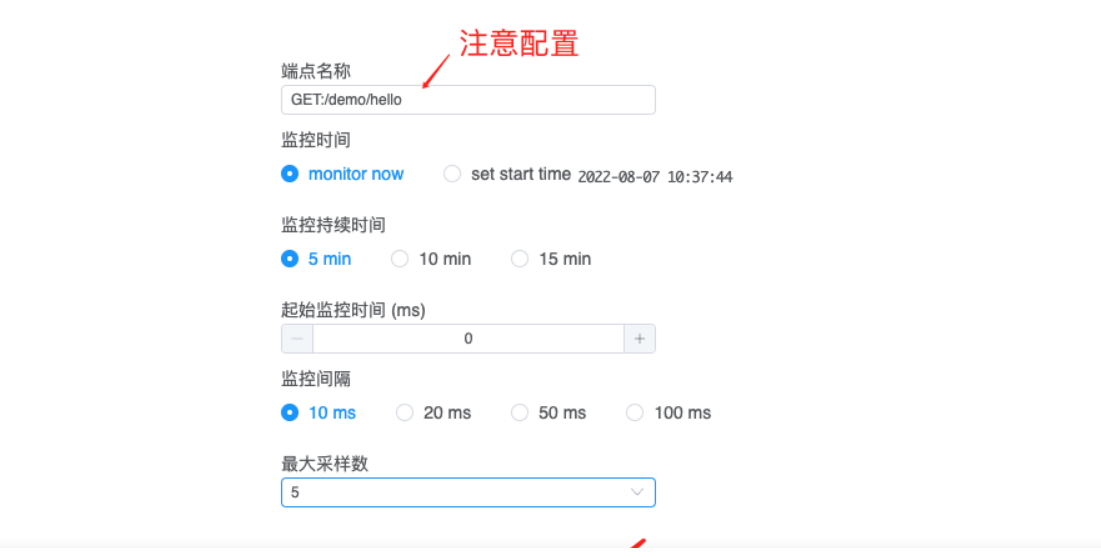 注意配置
端点名称
GET:/demo/hello
监控时间
monitor now set start time 2022-08-07 10:37:44
监控持续时间
5 min 10 min 15 min
起始监控时间 (ms)
0
监控间隔
10 ms 20 ms 50 ms 100 ms
最大采样数
5